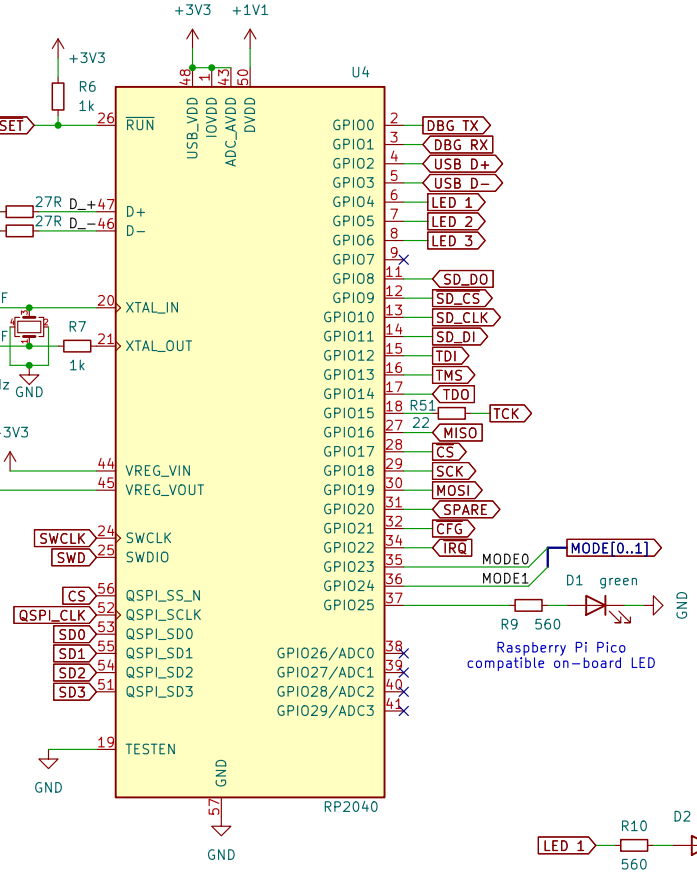 +3V3 +1V1
+3V3 U4
R6
1k
48 1 43 50
USB_VDD IOVDD ADC_AVDD DVDD
SET 26 RUN GPIO0 2 DBG TX
GPIO1 3 DBG RX
GPIO2 4 USB D+
GPIO3 5 USB D-
27R D_+ 47 D+ GPIO4 6 LED 1
27R D_- 46 D- GPIO5 7 LED 2
GPIO6 8 LED 3
GPIO7 9
GPIO8 11 SD_DO
F 20 XTAL_IN GPIO9 12 SD_CS
GPIO10 13 SD_CLK
3
4 2
1
R7
F 21 XTAL_OUT GPIO11 14 SD_DI
1k
GPIO12 15 TDI
GPIO13 16 TMS
Hz GND
GPIO14 17 TDO
GPIO15 18 R51 22 TCK
+3V3 GPIO16 27 MISO
GPIO17 28 CS
44 VREG_VIN GPIO18 29 SCK
45 VREG_VOUT GPIO19 30 MOSI
GPIO20 31 SPARE
GPIO21 32 CFG
SWCLK 24 SWCLK GPIO22 34 IRQ MODE[0..1]
SWD 25 SWDIO GPIO23 35 MODE0
GPIO24 36 MODE1
CS 56 QSPI_SS_N GPIO25 37 D1 green GND
QSPI_CLK 52 QSPI_SCLK R9 560
SD0 53 QSPI_SD0
Raspberry Pi Pico
compatible on-board LED
SD1 55 QSPI_SD1 GPIO26/ADC0 38
SD2 54 QSPI_SD2 GPIO27/ADC1 39
SD3 51 QSPI_SD3 GPIO28/ADC2 40
GPIO29/ADC3 41
19 TESTEN
GND
GND
57 RP2040
GND
D2
R10
LED 1
560